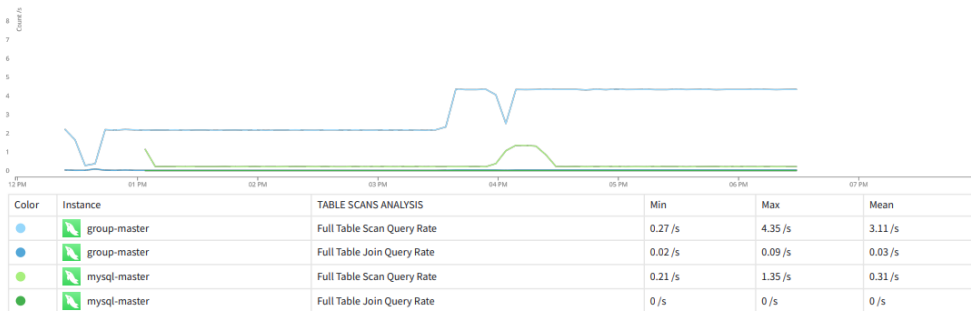 Count /s
8
7
6
5
4
3
2
1
0
12 PM 01 PM 02 PM 03 PM 04 PM 05 PM 06 PM 07 PM
Color Instance TABLE SCANS ANALYSIS Min Max Mean
group-master Full Table Scan Query Rate 0.27 /s 4.35 /s 3.11 /s
group-master Full Table Join Query Rate 0.02 /s 0.09 /s 0.03 /s
mysql-master Full Table Scan Query Rate 0.21 /s 1.35 /s 0.31 /s
mysql-master Full Table Join Query Rate 0 /s 0 /s 0 /s